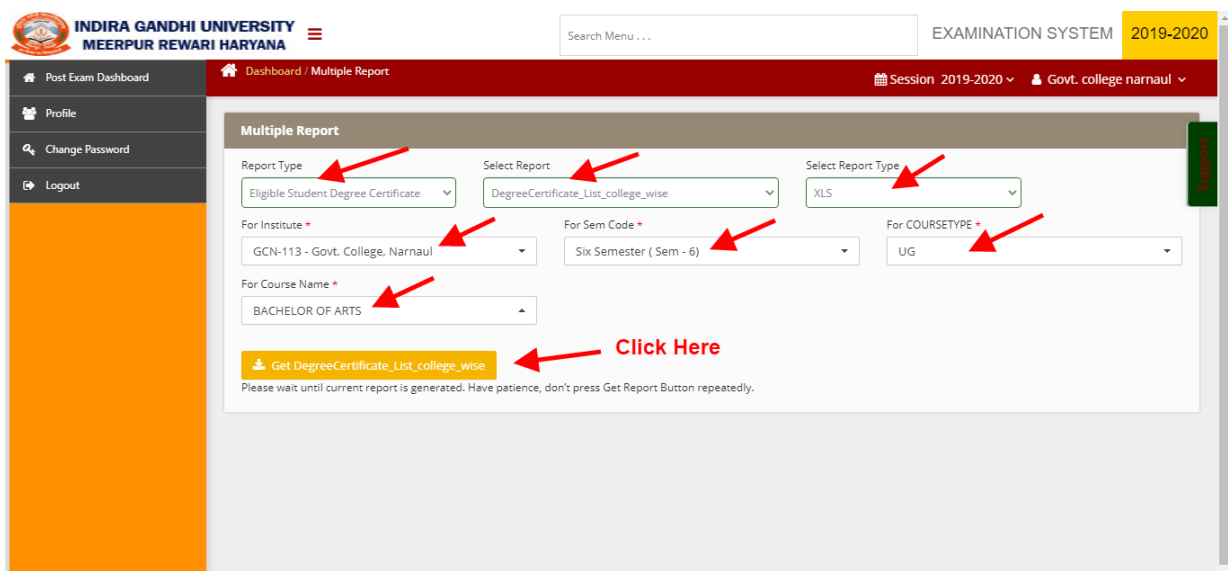 INDIRA GANDHI UNIVERSITY
MEERPUR REWARI HARYANA
Search Menu . . .
EXAMINATION SYSTEM 2019-2020
Post Exam Dashboard
Dashboard / Multiple Report
Session 2019-2020
Govt. college narnaul
Profile
Change Password
Logout
Support
Multiple Report
Report Type
Select Report
Select Report Type
Eligible Student Degree Certificate
DegreeCertificate_List_college_wise
XLS
For Institute *
For Sem Code *
For COURSETYPE *
GCN-113 - Govt. College, Narnaul
Six Semester ( Sem - 6)
UG
For Course Name *
BACHELOR OF ARTS
Click Here
Get DegreeCertificate_List_college_wise
Please wait until current report is generated. Have patience, don't press Get Report Button repeatedly.